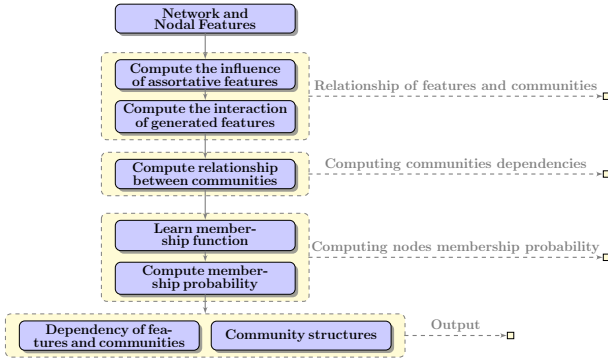 Network and
Nodal Features
Compute the influence
of assortative features
Relationship of features and communities
Compute the interaction
of generated features
Compute relationship
between communities
Computing communities dependencies
Learn member-
ship function
Computing nodes membership probability
Compute member-
ship probability
Dependency of fea-
tures and communities
Community structures
Output